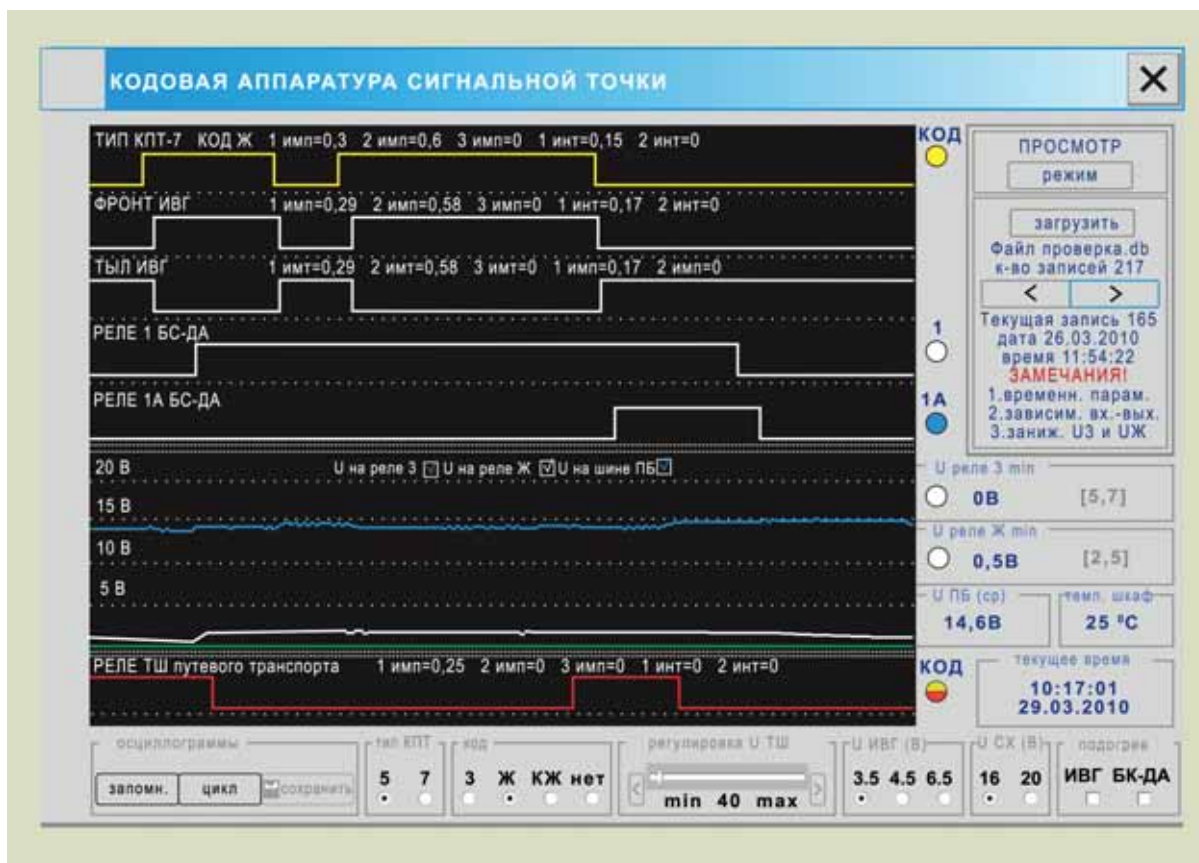 КОДОВАЯ АППАРАТУРА СИГНАЛЬНОЙ ТОЧКИ
ТИП КПТ-7 КОД Ж 1 имп=0,3 2 имп=0,6 3 имп=0 1 инт=0,15 2 инт=0
ФРОНТ ИВГ 1 имп=0,29 2 имп=0,58 3 имп=0 1 инт=0,17 2 инт=0
ТЫЛ ИВГ 1 имт=0,29 2 имт=0,58 3 имт=0 1 имп=0,17 2 имп=0
РЕЛЕ 1 БС-ДА
РЕЛЕ 1А БС-ДА
20 В U на реле З U на реле Ж U на шине ПБ
15 В
10 В
5 В
РЕЛЕ ТШ путевого транспорта 1 имп=0,25 2 имп=0 3 имп=0 1 инт=0 2 инт=0
КОД
1
1А
КОД
ПРОСМОТР
режим
загрузить
Файл проверка.db
к-во записей 217
< >
Текущая запись 165
дата 26.03.2010
время 11:54:22
ЗАМЕЧАНИЯ!
1.временн. парам.
2.зависим. вх.-вых.
3.заниж. UЗ и UЖ
U реле З min
0В [5,7]
U реле Ж min
0,5В [2,5]
U ПБ (ср)
14,6В
темп. шкаф
25 °С
текущее время
10:17:01
29.03.2010
осциллограммы
запомн. цикл сохранить
тип КПТ
5 7
код
З Ж КЖ нет
регулировка U ТШ
< >
min 40 max
U ИВГ (В)
3.5 4.5 6.5
U СХ (В)
16 20
подогрев
ИВГ БК-ДА